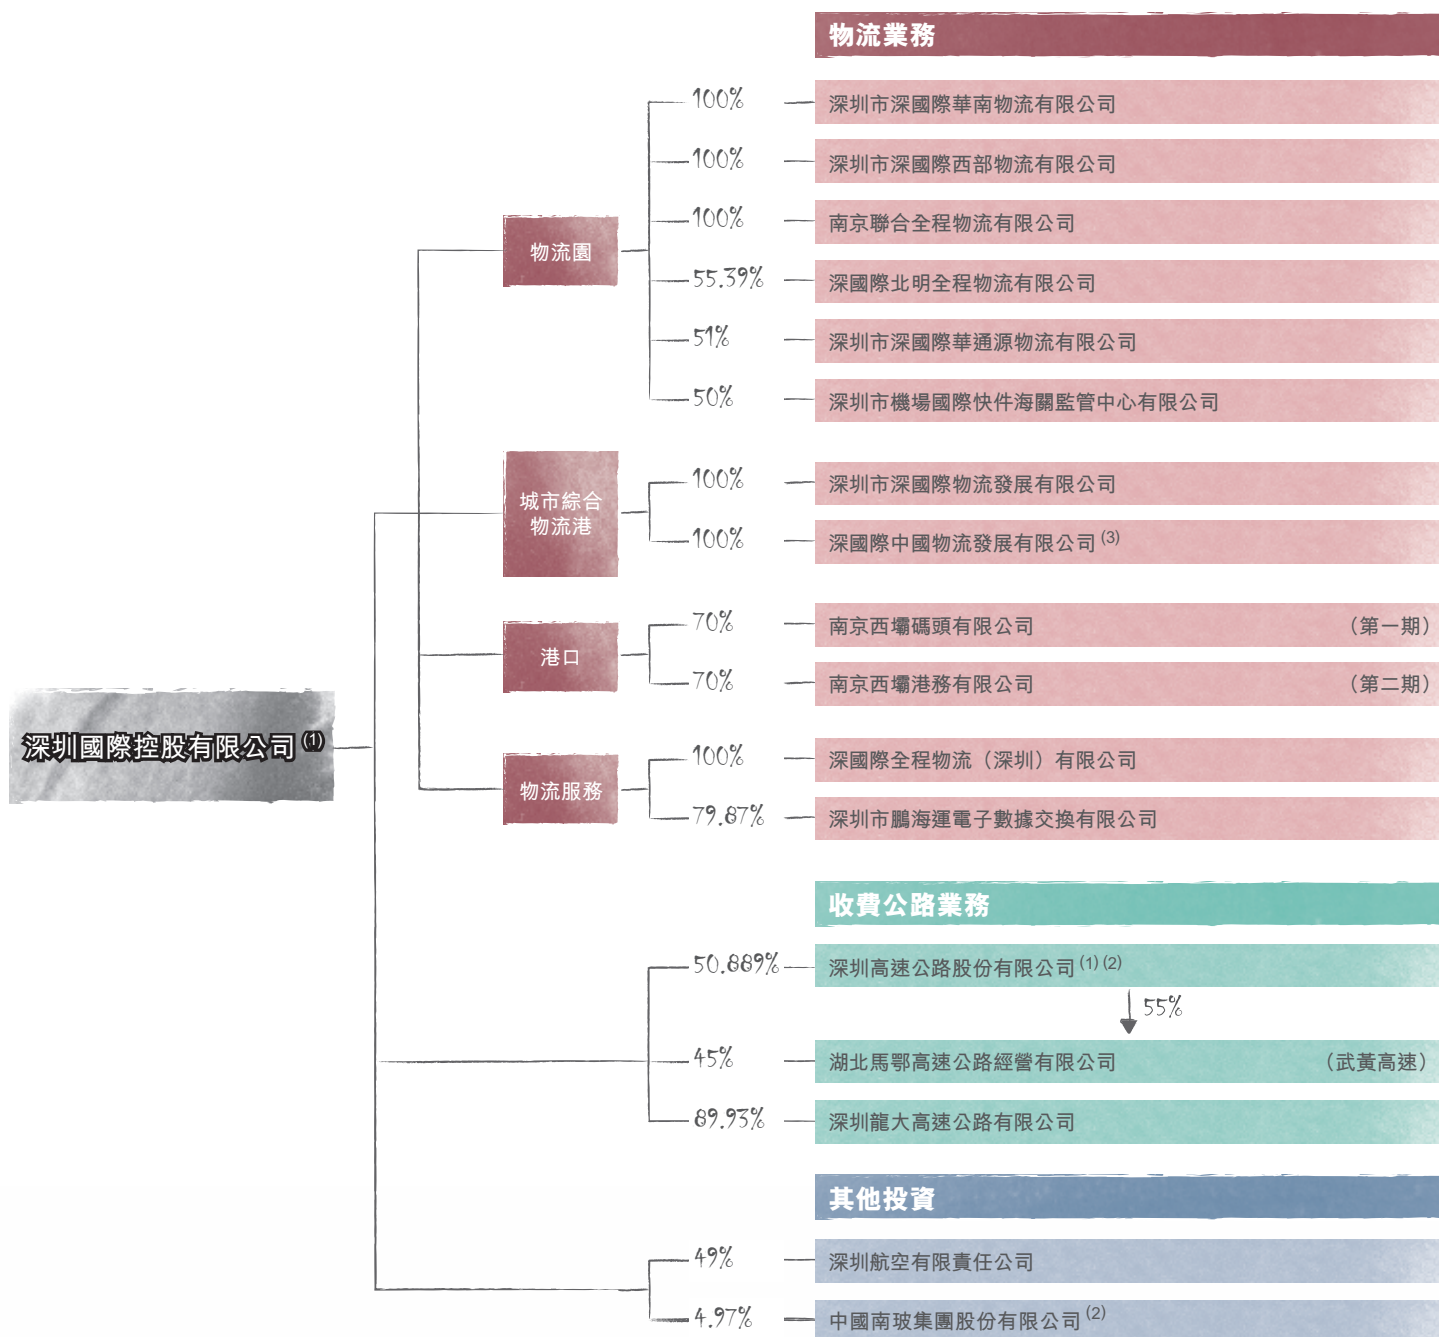 物流業務
100%
深圳市深國際華南物流有限公司
100%
深圳市深國際西部物流有限公司
100%
南京聯合全程物流有限公司
物流園
55.39%
深國際北明全程物流有限公司
51%
深圳市深國際華通源物流有限公司
50%
深圳市機場國際快件海關監管中心有限公司
城市綜合
物流港
100%
深圳市深國際物流發展有限公司
100%
深國際中國物流發展有限公司 (3)
港口
70%
南京西壩碼頭有限公司 (第一期)
70%
南京西壩港務有限公司 (第二期)
深圳國際控股有限公司 (1)
物流服務
100%
深國際全程物流（深圳）有限公司
79.87%
深圳市鵬海運電子數據交換有限公司
收費公路業務
50.889%
深圳高速公路股份有限公司 (1) (2)
55%
45%
湖北馬鄂高速公路經營有限公司 (武黃高速)
89.93%
深圳龍大高速公路有限公司
其他投資
49%
深圳航空有限責任公司
4.97%
中國南玻集團股份有限公司 (2)